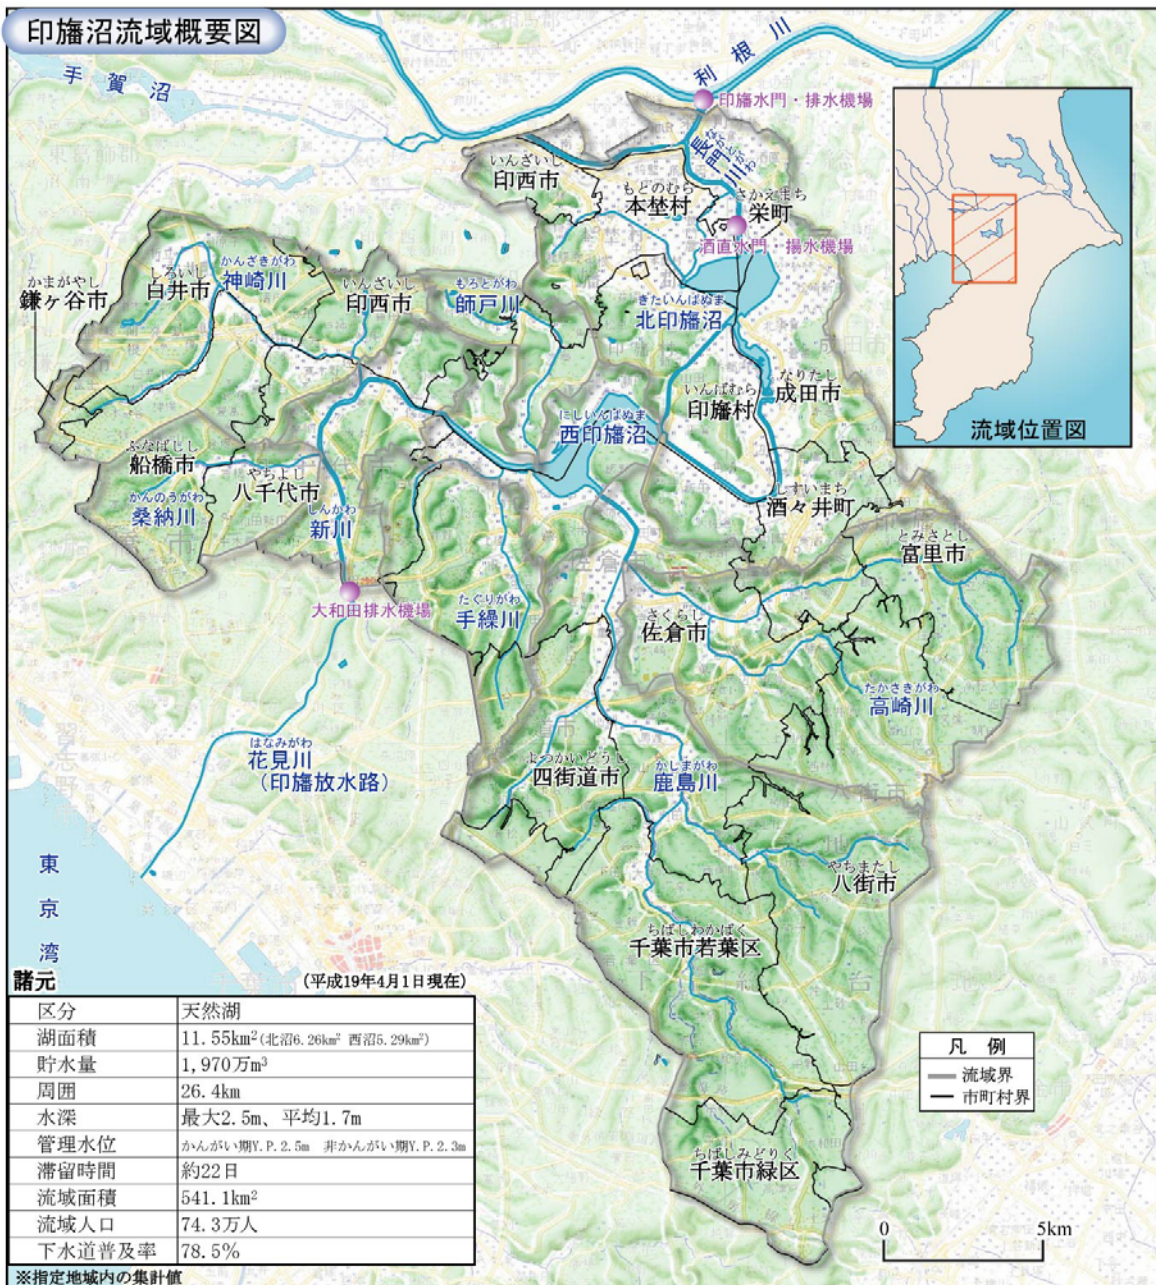 印旛沼流域概要図
手賀沼
利根川
印旛水門・排水機場
ながとがわ
長門川
いんざいし
印西市
もとのむら
本埜村
さかえまち
栄町
酒直水門・揚水機場
かまがやし
鎌ヶ谷市
しろいし
白井市
かんざきがわ
神崎川
いんざいし
印西市
もろとがわ
師戸川
きたいんばぬま
北印旛沼
なりたし
成田市
いんばむら
印旛村
流域位置図
にしいんばぬま
西印旛沼
ふなばしし
船橋市
やちよし
八千代市
かんのうがわ
桑納川
しんかわ
新川
しすいまち
酒々井町
とみさとし
富里市
大和田排水機場
たぐりがわ
手繰川
さくらし
佐倉市
たかさきがわ
高崎川
はなみがわ
花見川
(印旛放水路)
よつかいどうし
四街道市
かしまがわ
鹿島川
やちまたし
八街市
東京湾
ちばしわかばく
千葉市若葉区
ちばしみどりく
千葉市緑区
諸元 (平成19年4月1日現在)
区分 天然湖
湖面積 11.55km²(北沼6.26km² 西沼5.29km²)
貯水量 1,970万m³
周囲 26.4km
水深 最大2.5m、平均1.7m
管理水位 かんがい期Y.P.2.5m 非かんがい期Y.P.2.3m
滞留時間 約22日
流域面積 541.1km²
流域人口 74.3万人
下水道普及率 78.5%
※指定地域内の集計値
凡 例
流域界
市町村界
0 5km